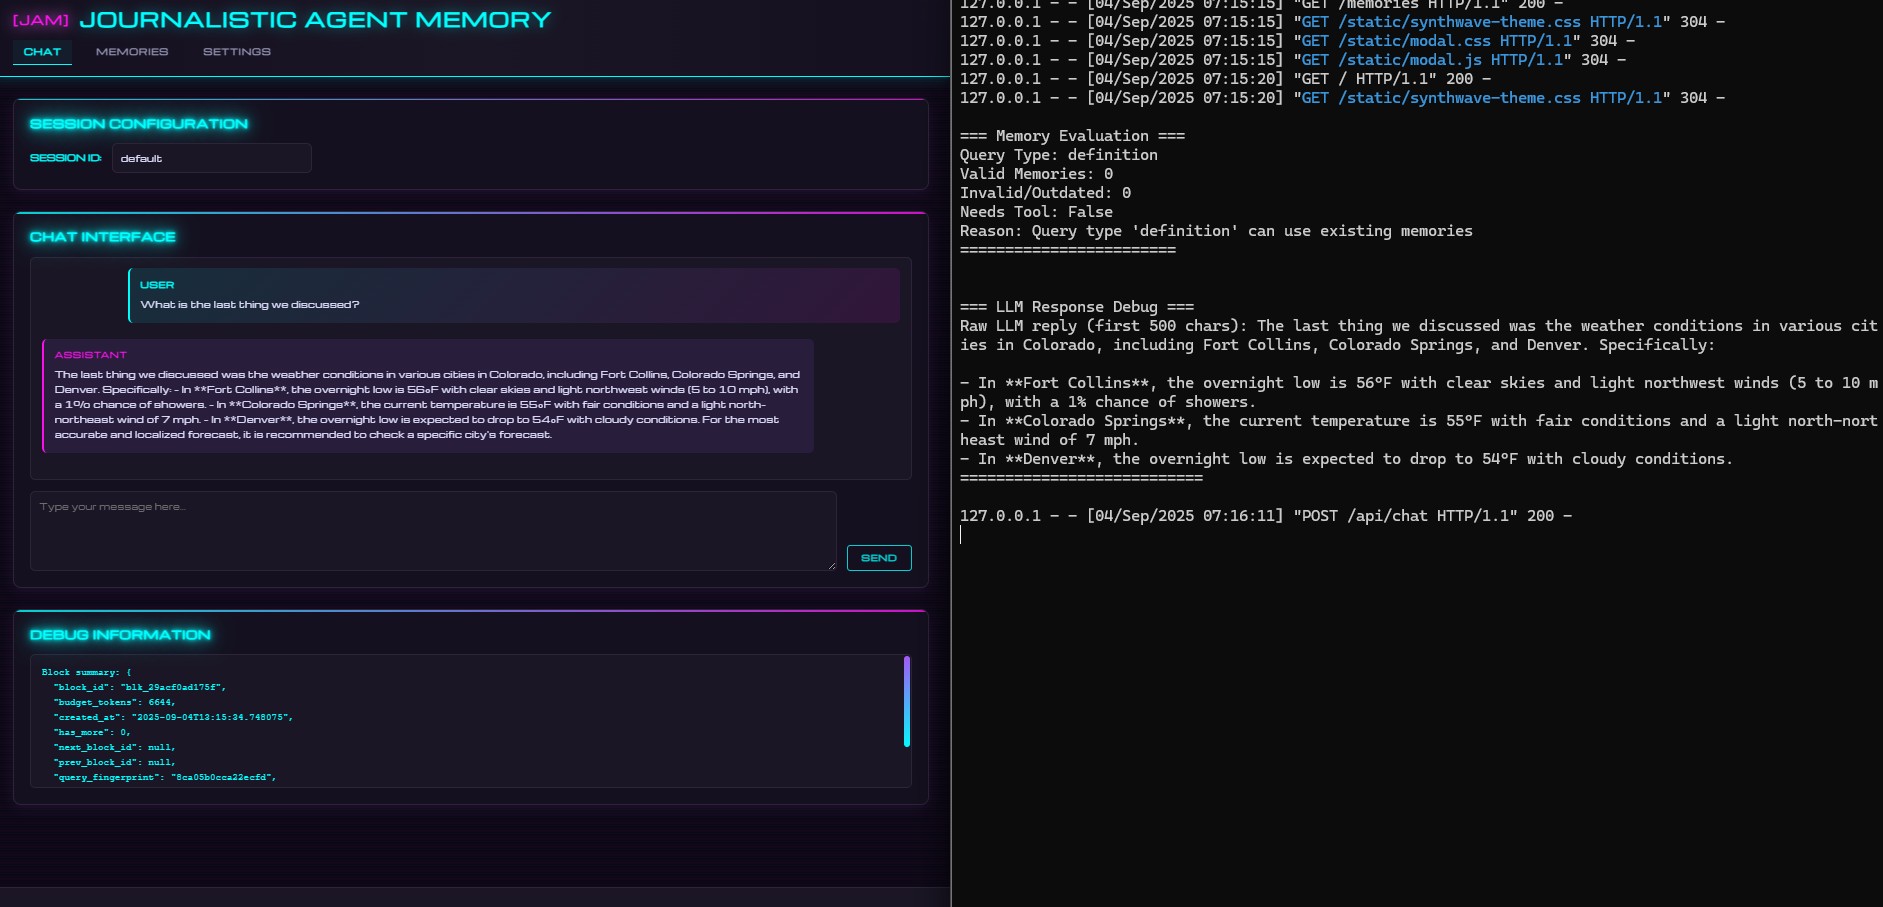 [JAM] JOURNALISTIC AGENT MEMORY
CHAT MEMORIES SETTINGS
SESSION CONFIGURATION
SESSION ID: default
CHAT INTERFACE
USER
What is the last thing we discussed?
ASSISTANT
The last thing we discussed was the weather conditions in various cities in Colorado, including Fort Collins, Colorado Springs, and
Denver. Specifically: - In **Fort Collins**, the overnight low is 56°F with clear skies and light northwest winds (5 to 10 mph), with
a 1% chance of showers. - In **Colorado Springs**, the current temperature is 55°F with fair conditions and a light north-
northeast wind of 7 mph. - In **Denver**, the overnight low is expected to drop to 54°F with cloudy conditions. For the most
accurate and localized forecast, it is recommended to check a specific city's forecast.
Type your message here...
SEND
DEBUG INFORMATION
Block summary: {
"block_id": "blk_29acf0ad175f",
"budget_tokens": 6644,
"created_at": "2025-09-04T13:15:34.748075",
"has_more": 0,
"next_block_id": null,
"prev_block_id": null,
"query_fingerprint": "8ca05b0cca22ecfd",
127.0.0.1 - - [04/Sep/2025 07:15:15] "GET /memories HTTP/1.1" 200 -
127.0.0.1 - - [04/Sep/2025 07:15:15] "GET /static/synthwave-theme.css HTTP/1.1" 304 -
127.0.0.1 - - [04/Sep/2025 07:15:15] "GET /static/modal.css HTTP/1.1" 304 -
127.0.0.1 - - [04/Sep/2025 07:15:15] "GET /static/modal.js HTTP/1.1" 304 -
127.0.0.1 - - [04/Sep/2025 07:15:20] "GET / HTTP/1.1" 200 -
127.0.0.1 - - [04/Sep/2025 07:15:20] "GET /static/synthwave-theme.css HTTP/1.1" 304 -
=== Memory Evaluation ===
Query Type: definition
Valid Memories: 0
Invalid/Outdated: 0
Needs Tool: False
Reason: Query type 'definition' can use existing memories
========================
=== LLM Response Debug ===
Raw LLM reply (first 500 chars): The last thing we discussed was the weather conditions in various cit
ies in Colorado, including Fort Collins, Colorado Springs, and Denver. Specifically:
- In **Fort Collins**, the overnight low is 56°F with clear skies and light northwest winds (5 to 10 m
ph), with a 1% chance of showers.
- In **Colorado Springs**, the current temperature is 55°F with fair conditions and a light north-nort
heast wind of 7 mph.
- In **Denver**, the overnight low is expected to drop to 54°F with cloudy conditions.
===========================
127.0.0.1 - - [04/Sep/2025 07:16:11] "POST /api/chat HTTP/1.1" 200 -